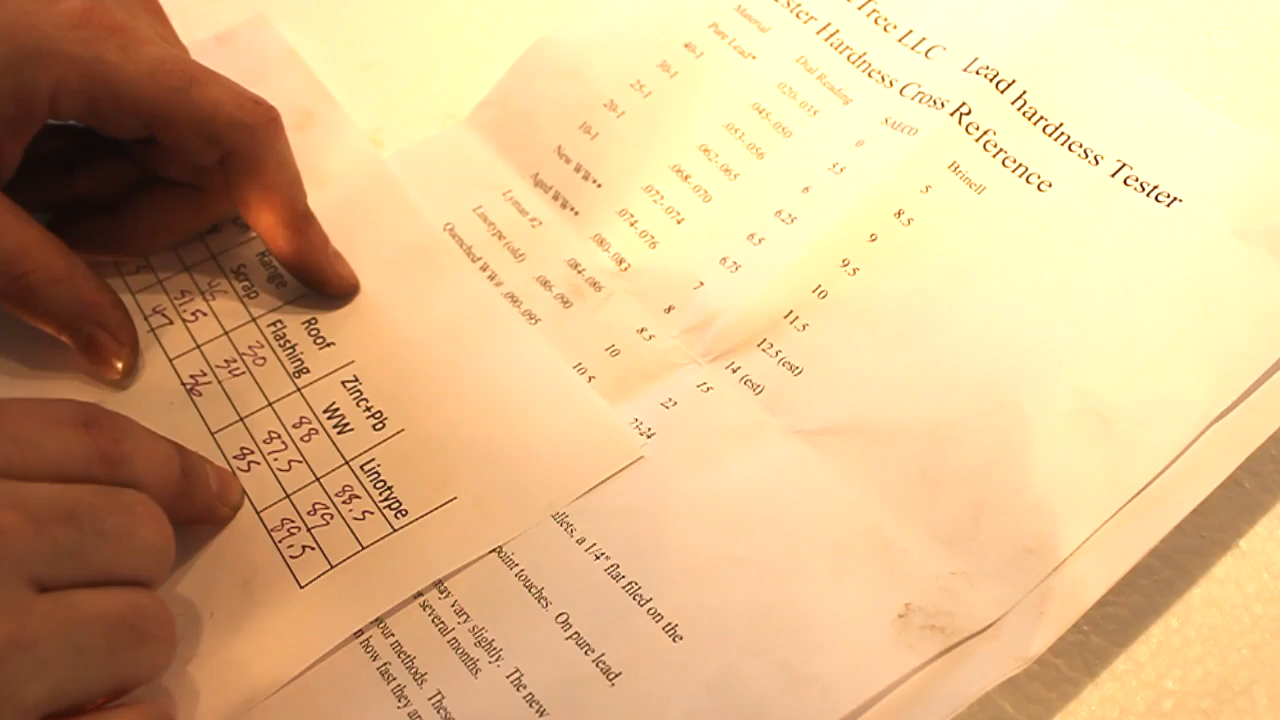 Tree LLC Lead hardness Tester
Tester Hardness Cross Reference
Material Dial Reading SAECO Brinell
Pure Lead* .020-.035 0 5
40-1 .045-.050 5.5 8.5
30-1 .053-.056 6 9
25-1 .062-.065 6.25 9.5
20-1 .068-.070 6.5 10
10-1 .072-.074 6.75 11.5
New WW** .074-.076 7 12.5 (est)
Aged WW** .080-.083 8 14 (est)
Lyman #2 .084-.086 8.5 15
Linotype (old) .086-.090 10 22
Quenched WW# .090-.095 10.5 23-24
Range Roof Zinc+Pb Linotype
Scrap Flashing WW
45 30 88 88.5
51.5 34 87.5 89
47 36 85 89.5
a 1/4" flat filed on the
point touches. On pure lead,
may vary slightly. The new
several months.
your methods. These
how fast they